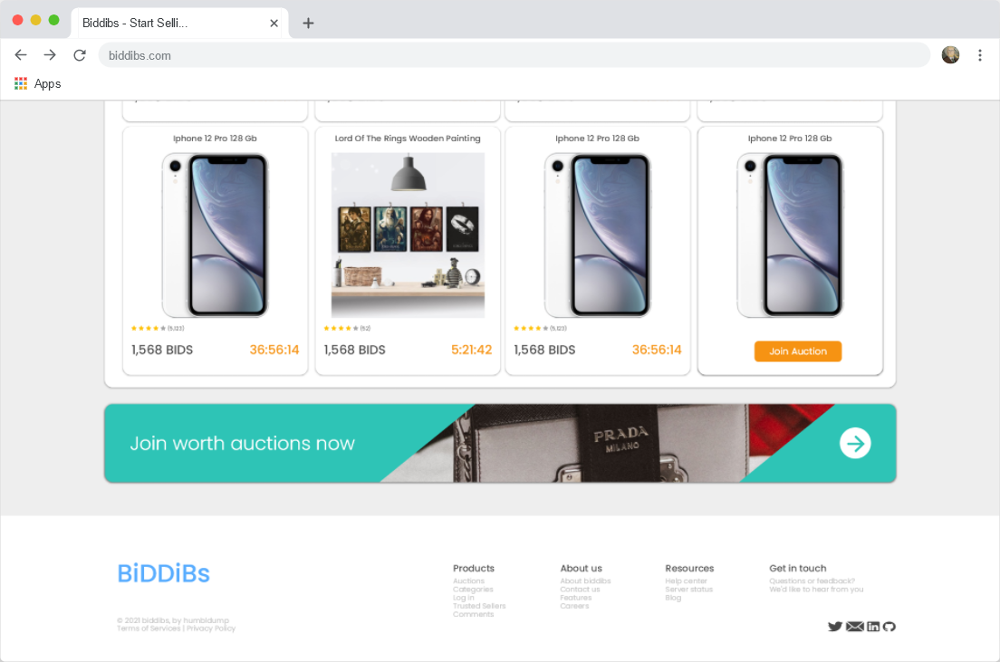 Biddibs - Start Selli...
biddibs.com
Apps
Iphone 12 Pro 128 Gb
Lord Of The Rings Wooden Painting
Iphone 12 Pro 128 Gb
Iphone 12 Pro 128 Gb
(5,123)
(52)
(5,123)
1,568 BIDS 36:56:14
1,568 BIDS 5:21:42
1,568 BIDS 36:56:14
Join Auction
Join worth auctions now
PRADA
MILANO
BiDDiBs
© 2021 biddibs, by humbldump
Terms of Services | Privacy Policy
Products
Auctions
Categories
Log in
Trusted Sellers
Comments
About us
About biddibs
Contact us
Features
Careers
Resources
Help center
Server status
Blog
Get in touch
Questions or feedback?
We'd like to hear from you